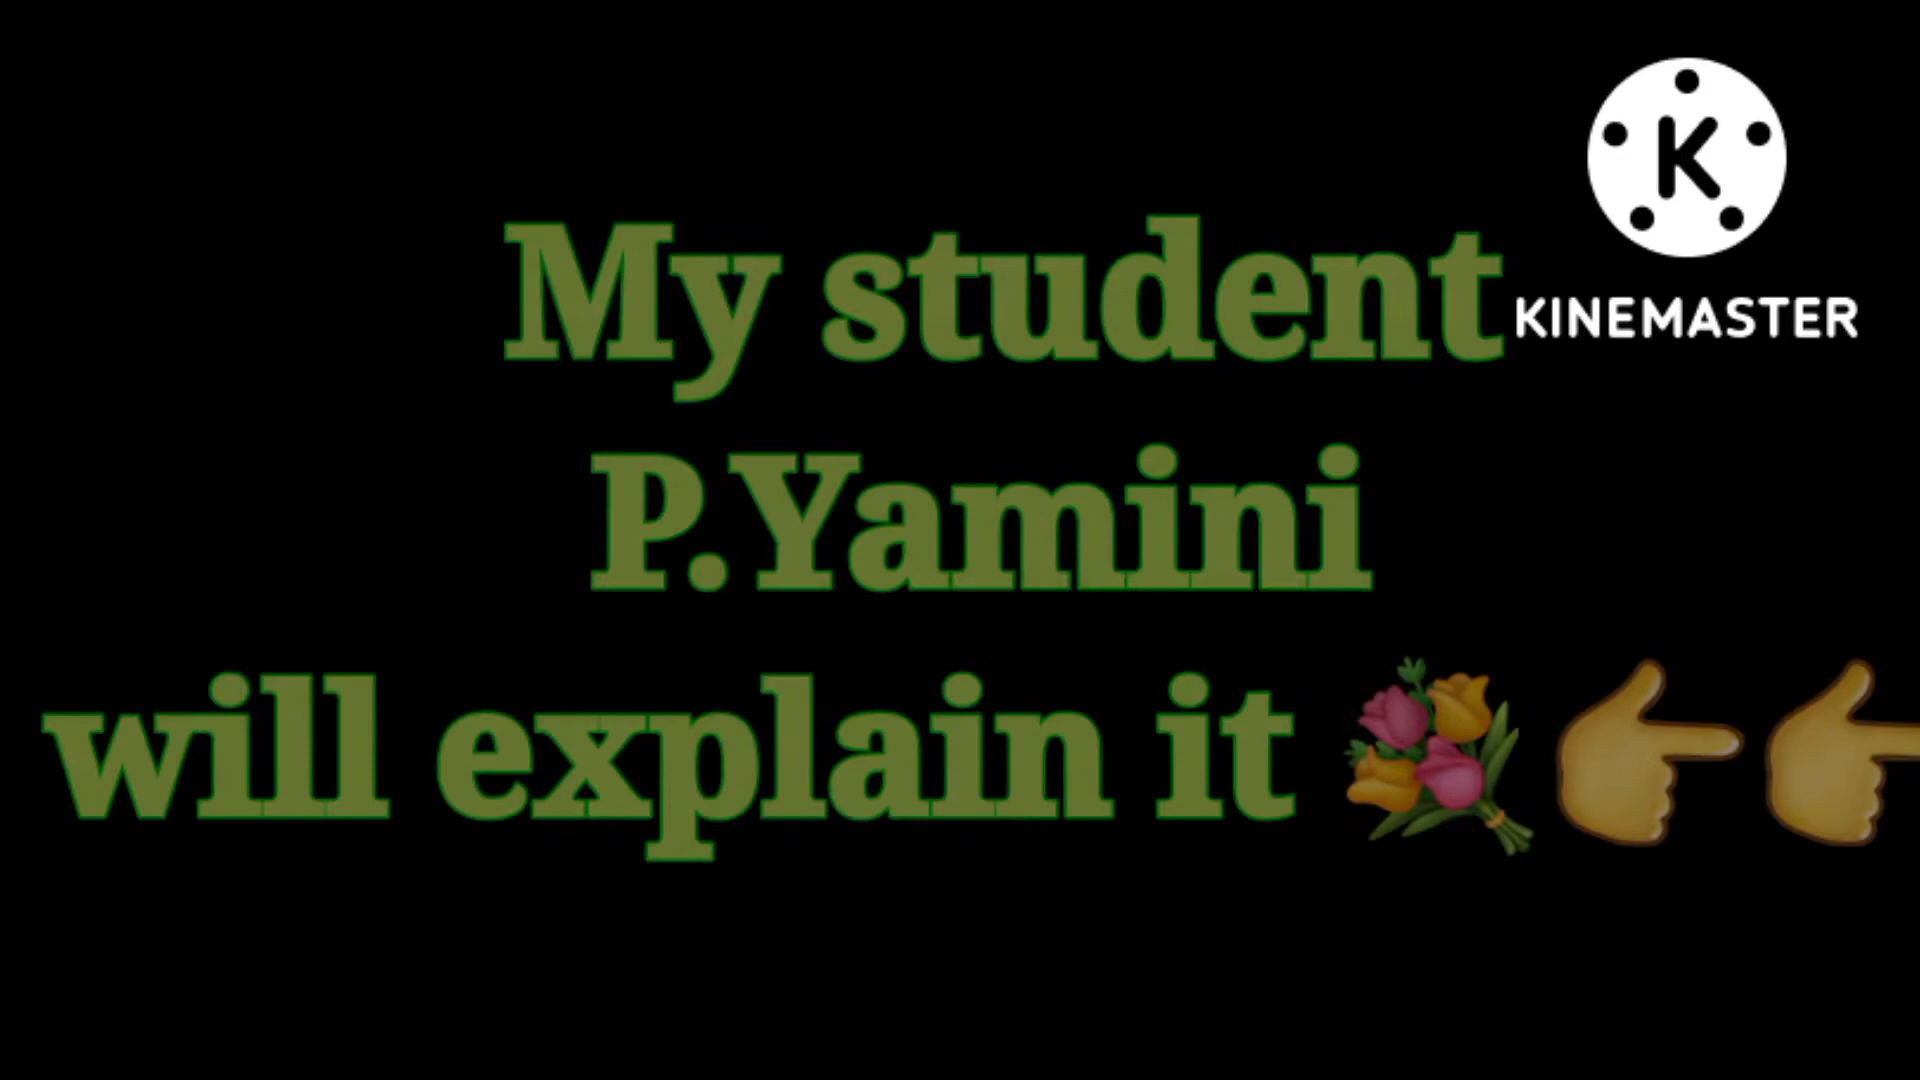 K
KINEMASTER
My student
P.Yamini
will explain it 💐👉👉